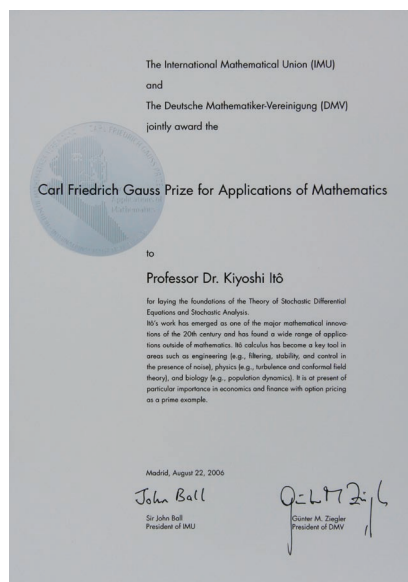 The International Mathematical Union (IMU)
and
The Deutsche Mathematiker-Vereinigung (DMV)
jointly award the
CARL FRIEDRICH GAUSS
Carl Friedrich Gauss Prize for Applications of Mathematics
to
Professor Dr. Kiyoshi Itô
for laying the foundations of the Theory of Stochastic Differential
Equations and Stochastic Analysis.
Itô's work has emerged as one of the major mathematical innova-
tions of the 20th century and has found a wide range of applica-
tions outside of mathematics. Itô calculus has become a key tool in
areas such as engineering (e.g., filtering, stability, and control in
the presence of noise), physics (e.g., turbulence and conformal field
theory), and biology (e.g., population dynamics). It is at present of
particular importance in economics and finance with option pricing
as a prime example.
Madrid, August 22, 2006
John Ball
Sir John Ball
President of IMU
Günter M. Ziegler
President of DMV